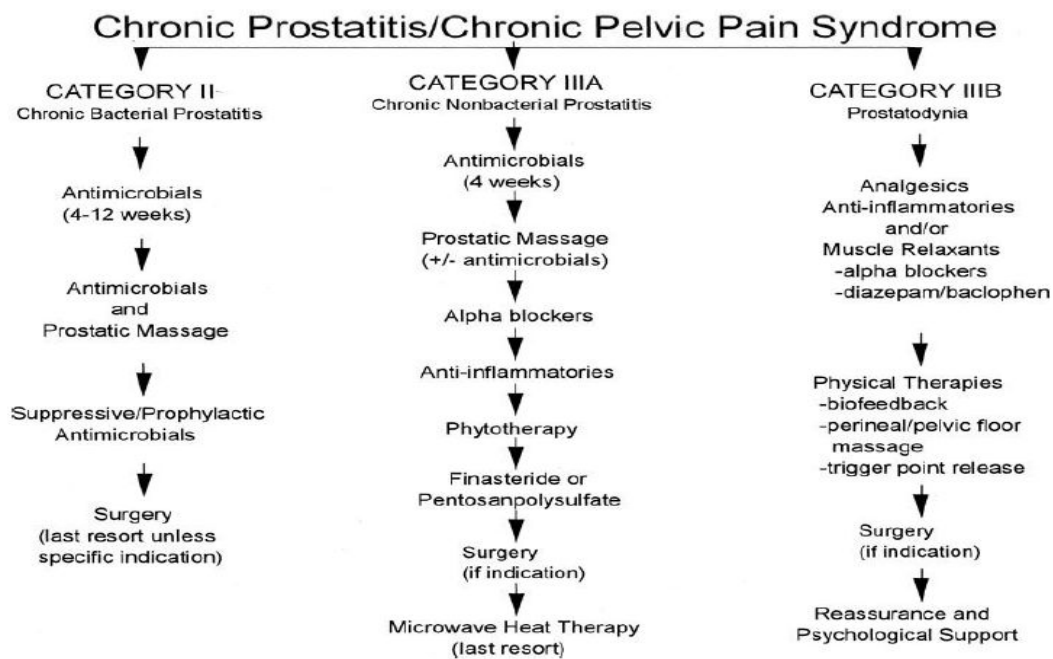 Chronic Prostatitis/Chronic Pelvic Pain Syndrome
CATEGORY II
Chronic Bacterial Prostatitis
Antimicrobials
(4-12 weeks)
Antimicrobials
and
Prostatic Massage
Suppressive/Prophylactic
Antimicrobials
Surgery
(last resort unless
specific indication)
CATEGORY IIIA
Chronic Nonbacterial Prostatitis
Antimicrobials
(4 weeks)
Prostatic Massage
(+/- antimicrobials)
Alpha blockers
Anti-inflammatories
Phytotherapy
Finasteride or
Pentosanpolysulfate
Surgery
(if indication)
Microwave Heat Therapy
(last resort)
CATEGORY IIIB
Prostatodynia
Analgesics
Anti-inflammatories
and/or
Muscle Relaxants
-alpha blockers
-diazepam/baclophen
Physical Therapies
-biofeedback
-perineal/pelvic floor
massage
-trigger point release
Surgery
(if indication)
Reassurance and
Psychological Support